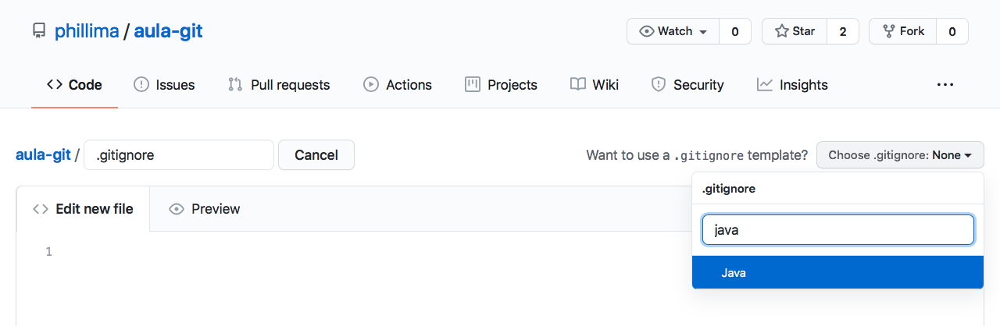 phillima / aula-git
Watch 0 Star 2 Fork 0
Code Issues Pull requests Actions Projects Wiki Security Insights
aula-git / .gitignore Cancel Want to use a .gitignore template? Choose .gitignore: None
.gitignore
Edit new file Preview
java
1
Java